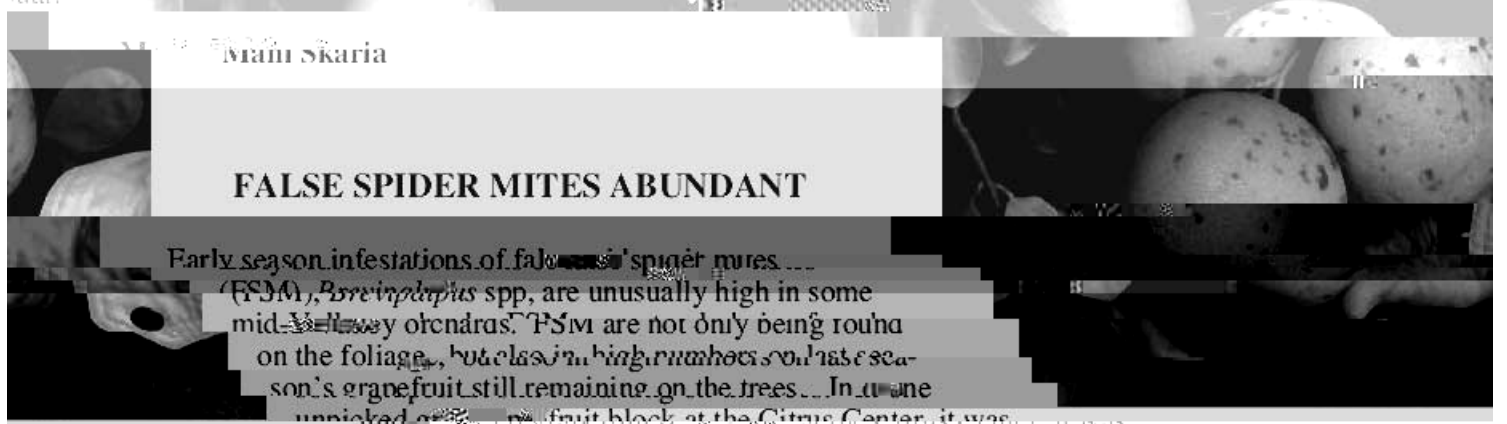 Mani Skaria
FALSE SPIDER MITES ABUNDANT
Early season infestations of spider mites
(FSM), Brevipalpus spp, are unusually high in some
mid- orchards. FSM are not only being found
on the foliage, but also in high numbers on last sea-
son's grapefruit still remaining on the trees. In one
unpicked fruit block at the Citrus Center, it was